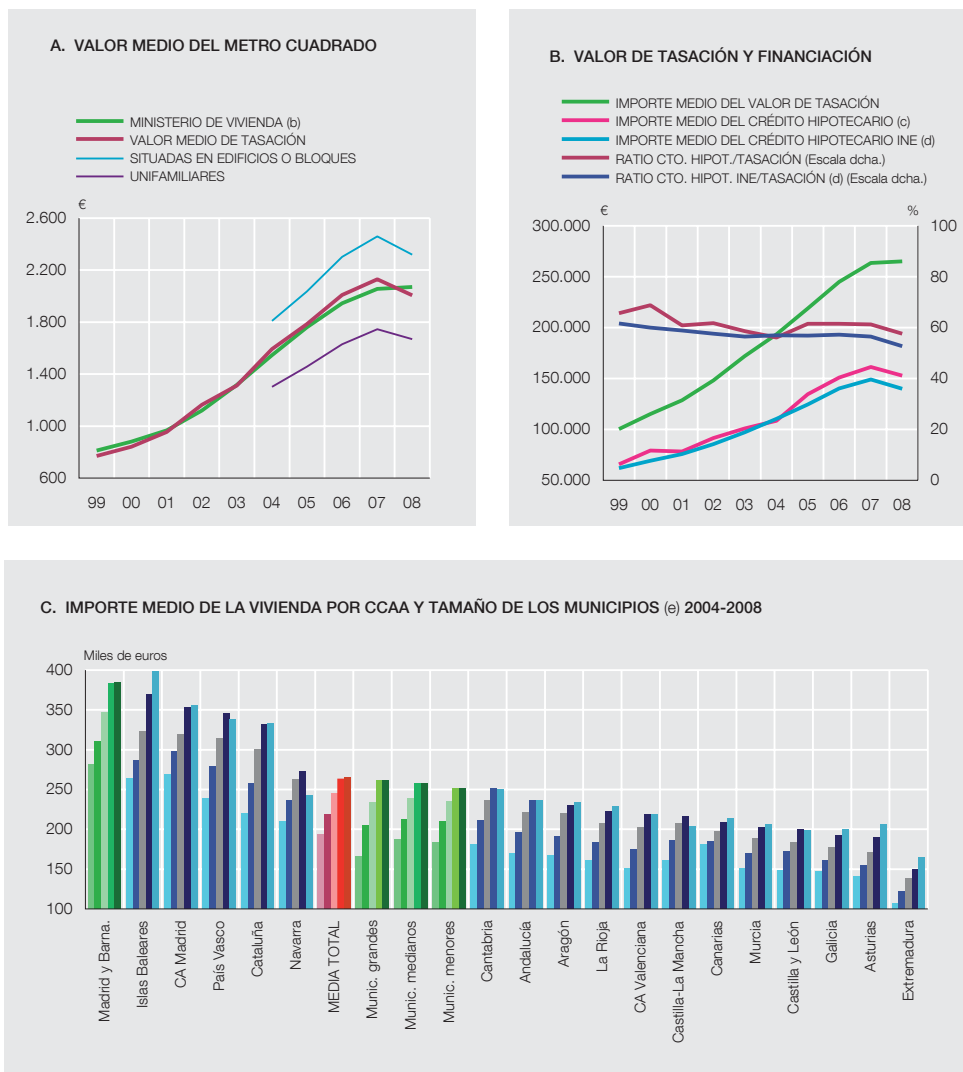 A. VALOR MEDIO DEL METRO CUADRADO
MINISTERIO DE VIVIENDA (b)
VALOR MEDIO DE TASACIÓN
SITUADAS EN EDIFICIOS O BLOQUES
UNIFAMILIARES
€
2.600
2.200
1.800
1.400
1.000
600
99 00 01 02 03 04 05 06 07 08
B. VALOR DE TASACIÓN Y FINANCIACIÓN
IMPORTE MEDIO DEL VALOR DE TASACIÓN
IMPORTE MEDIO DEL CRÉDITO HIPOTECARIO (c)
IMPORTE MEDIO DEL CRÉDITO HIPOTECARIO INE (d)
RATIO CTO. HIPOT./TASACIÓN (Escala dcha.)
RATIO CTO. HIPOT. INE/TASACIÓN (d) (Escala dcha.)
€ %
300.000 100
250.000 80
200.000 60
150.000 40
100.000 20
50.000 0
99 00 01 02 03 04 05 06 07 08
C. IMPORTE MEDIO DE LA VIVIENDA POR CCAA Y TAMAÑO DE LOS MUNICIPIOS (e) 2004-2008
Miles de euros
400
350
300
250
200
150
100
Madrid y Barna.
Islas Baleares
CA Madrid
País Vasco
Cataluña
Navarra
MEDIA TOTAL
Munic. grandes
Munic. medianos
Munic. menores
Cantabria
Andalucía
Aragón
La Rioja
CA Valenciana
Castilla-La Mancha
Canarias
Murcia
Castilla y León
Galicia
Asturias
Extremadura